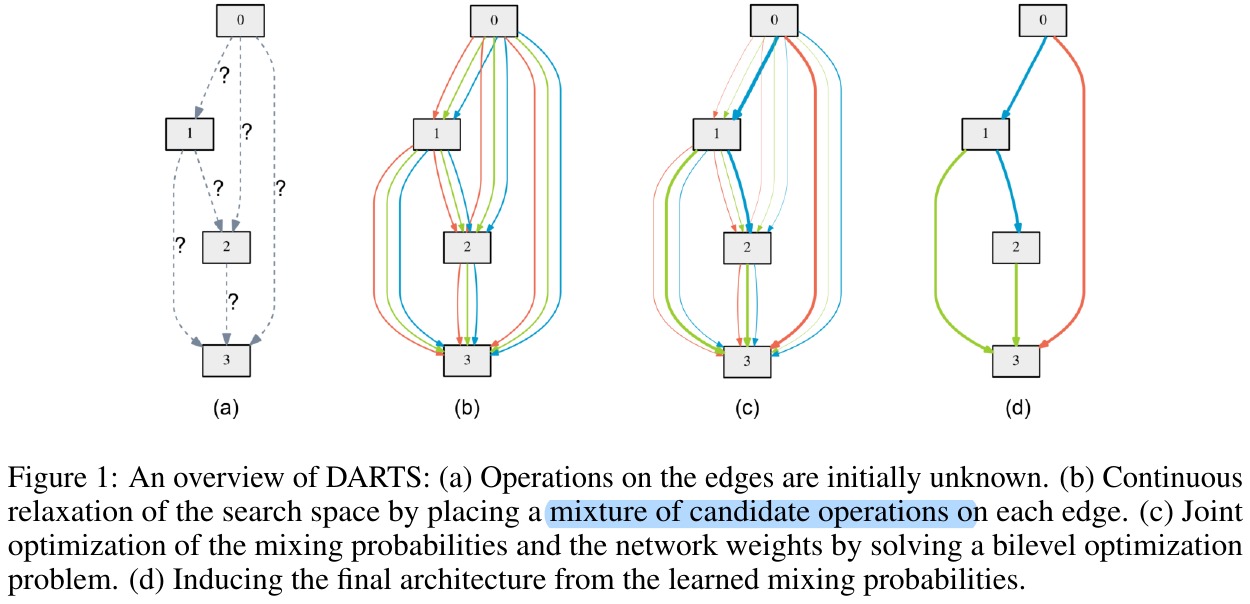 0 0 0 0
?
1 ? 1 1 1
? ?
? 2 2 2 2
?
3 3 3 3
(a) (b) (c) (d)
Figure 1: An overview of DARTS: (a) Operations on the edges are initially unknown. (b) Continuous
relaxation of the search space by placing a mixture of candidate operations on each edge. (c) Joint
optimization of the mixing probabilities and the network weights by solving a bilevel optimization
problem. (d) Inducing the final architecture from the learned mixing probabilities.